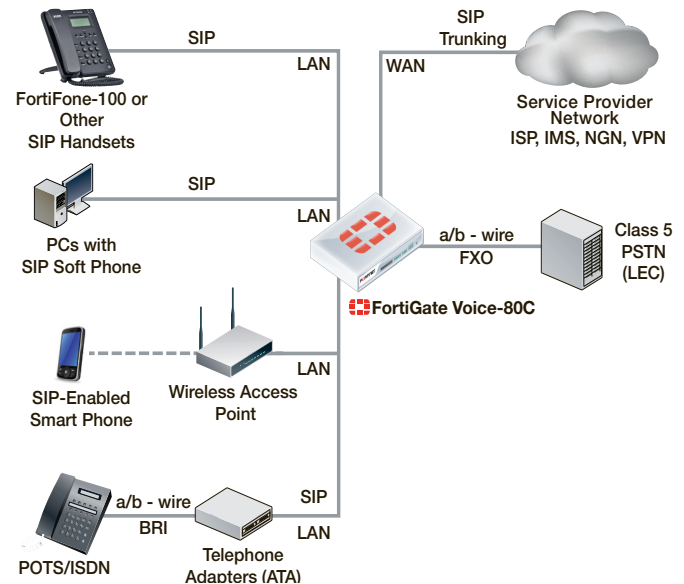 SIP
LAN
FortiFone-100 or
Other
SIP Handsets
SIP
Trunking
WAN
Service Provider
Network
ISP, IMS, NGN, VPN
SIP
LAN
PCs with
SIP Soft Phone
a/b - wire
FXO
Class 5
PSTN
(LEC)
FortiGate Voice-80C
LAN
SIP-Enabled
Smart Phone
Wireless Access
Point
a/b - wire
BRI
SIP
LAN
POTS/ISDN
Telephone
Adapters (ATA)